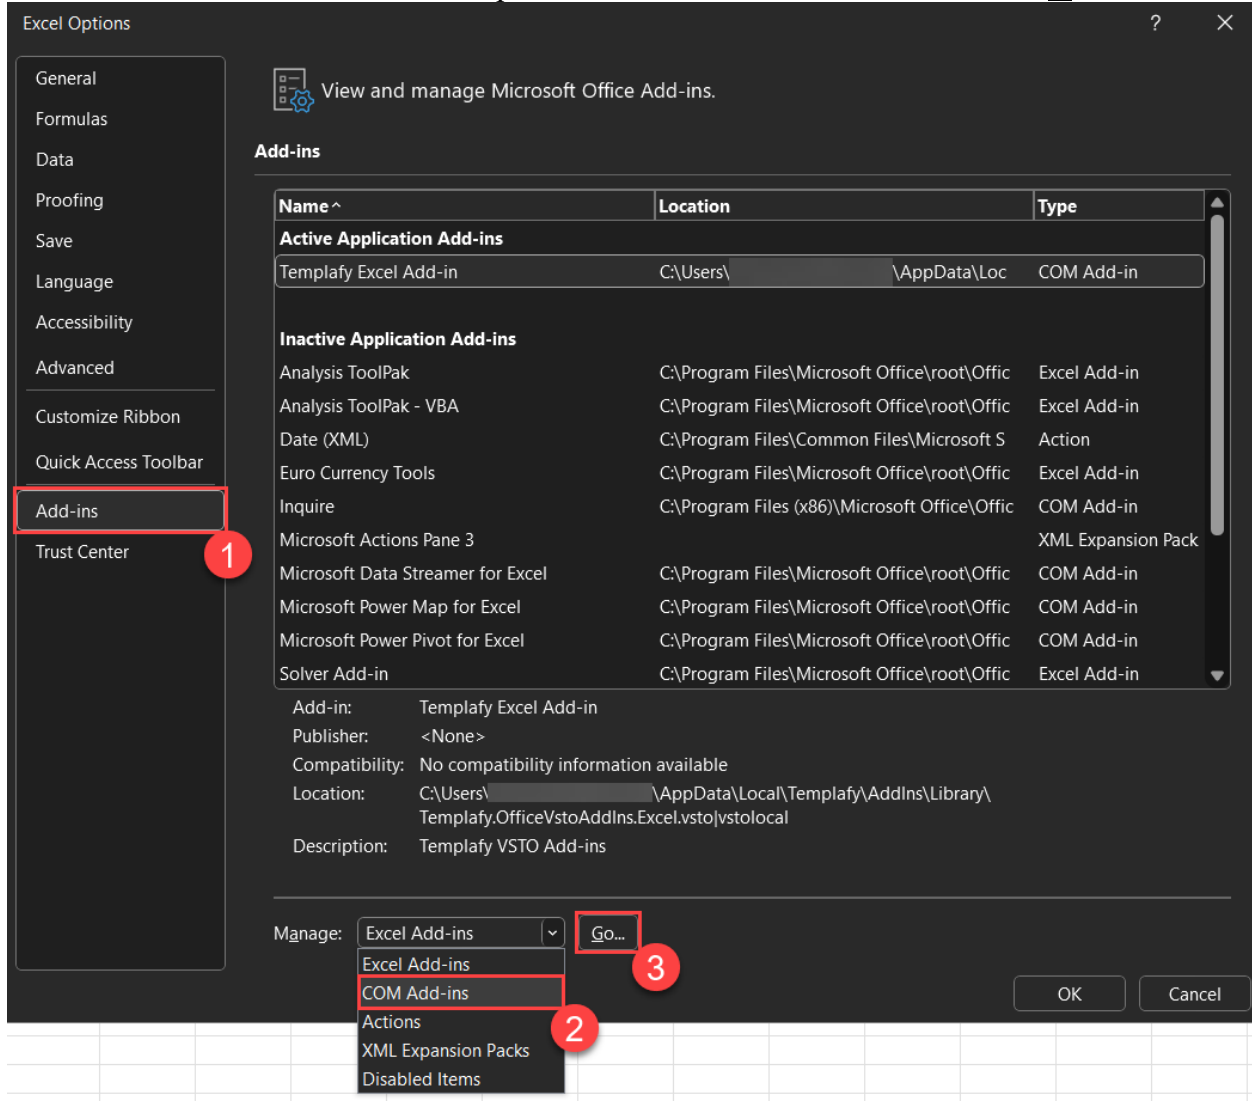 Excel Options
?
General
Formulas
Data
Proofing
Save
Language
Accessibility
Advanced
Customize Ribbon
Quick Access Toolbar
Add-ins
Trust Center
1
View and manage Microsoft Office Add-ins.
Add-ins
Name Location Type
Active Application Add-ins
Templafy Excel Add-in C:\Users\ \AppData\Loc COM Add-in
Inactive Application Add-ins
Analysis ToolPak C:\Program Files\Microsoft Office\root\Offic Excel Add-in
Analysis ToolPak - VBA C:\Program Files\Microsoft Office\root\Offic Excel Add-in
Date (XML) C:\Program Files\Common Files\Microsoft S Action
Euro Currency Tools C:\Program Files\Microsoft Office\root\Offic Excel Add-in
Inquire C:\Program Files (x86)\Microsoft Office\Offic COM Add-in
Microsoft Actions Pane 3 XML Expansion Pack
Microsoft Data Streamer for Excel C:\Program Files\Microsoft Office\root\Offic COM Add-in
Microsoft Power Map for Excel C:\Program Files\Microsoft Office\root\Offic COM Add-in
Microsoft Power Pivot for Excel C:\Program Files\Microsoft Office\root\Offic COM Add-in
Solver Add-in C:\Program Files\Microsoft Office\root\Offic Excel Add-in
Add-in: Templafy Excel Add-in
Publisher: <None>
Compatibility: No compatibility information available
Location: C:\Users\ \AppData\Local\Templafy\AddIns\Library\
Templafy.OfficeVstoAddIns.Excel.vsto|vstolocal
Description: Templafy VSTO Add-ins
Manage: Excel Add-ins Go...
3
Excel Add-ins
COM Add-ins
Actions
XML Expansion Packs
Disabled Items
2
OK Cancel